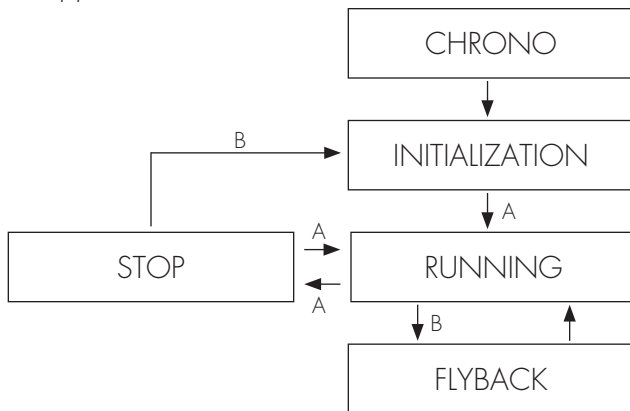 CHRONO
B
INITIALIZATION
A
A
STOP
RUNNING
A
B
FLYBACK